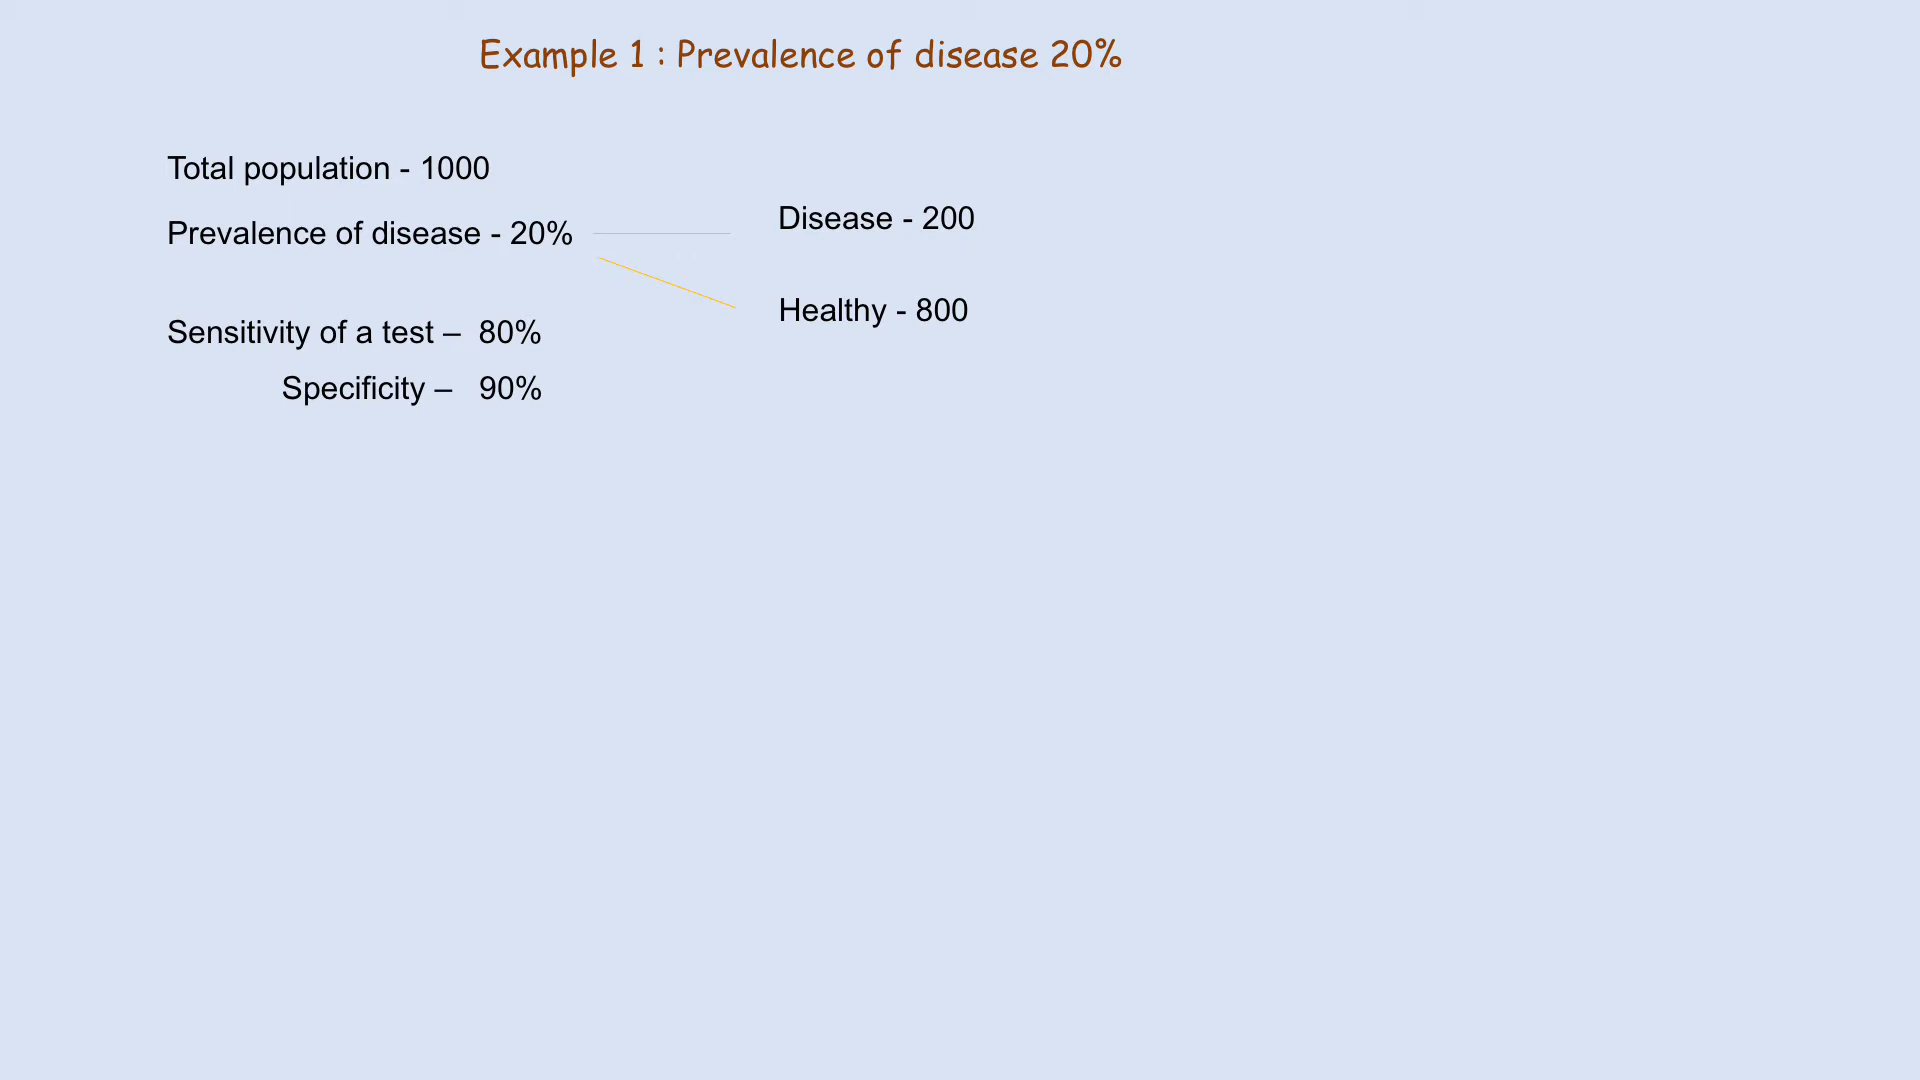 Example 1 : Prevalence of disease 20%
Total population - 1000
Prevalence of disease - 20%
Disease - 200
Healthy - 800
Sensitivity of a test – 80%
Specificity – 90%